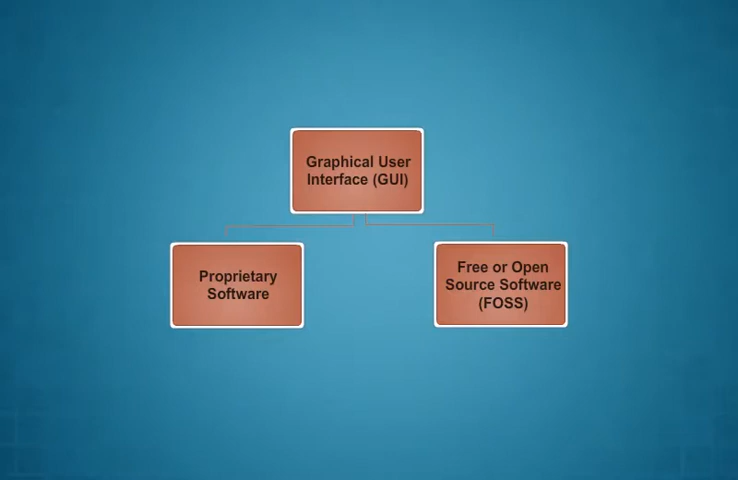 Graphical User
Interface (GUI)
Proprietary
Software
Free or Open
Source Software
(FOSS)